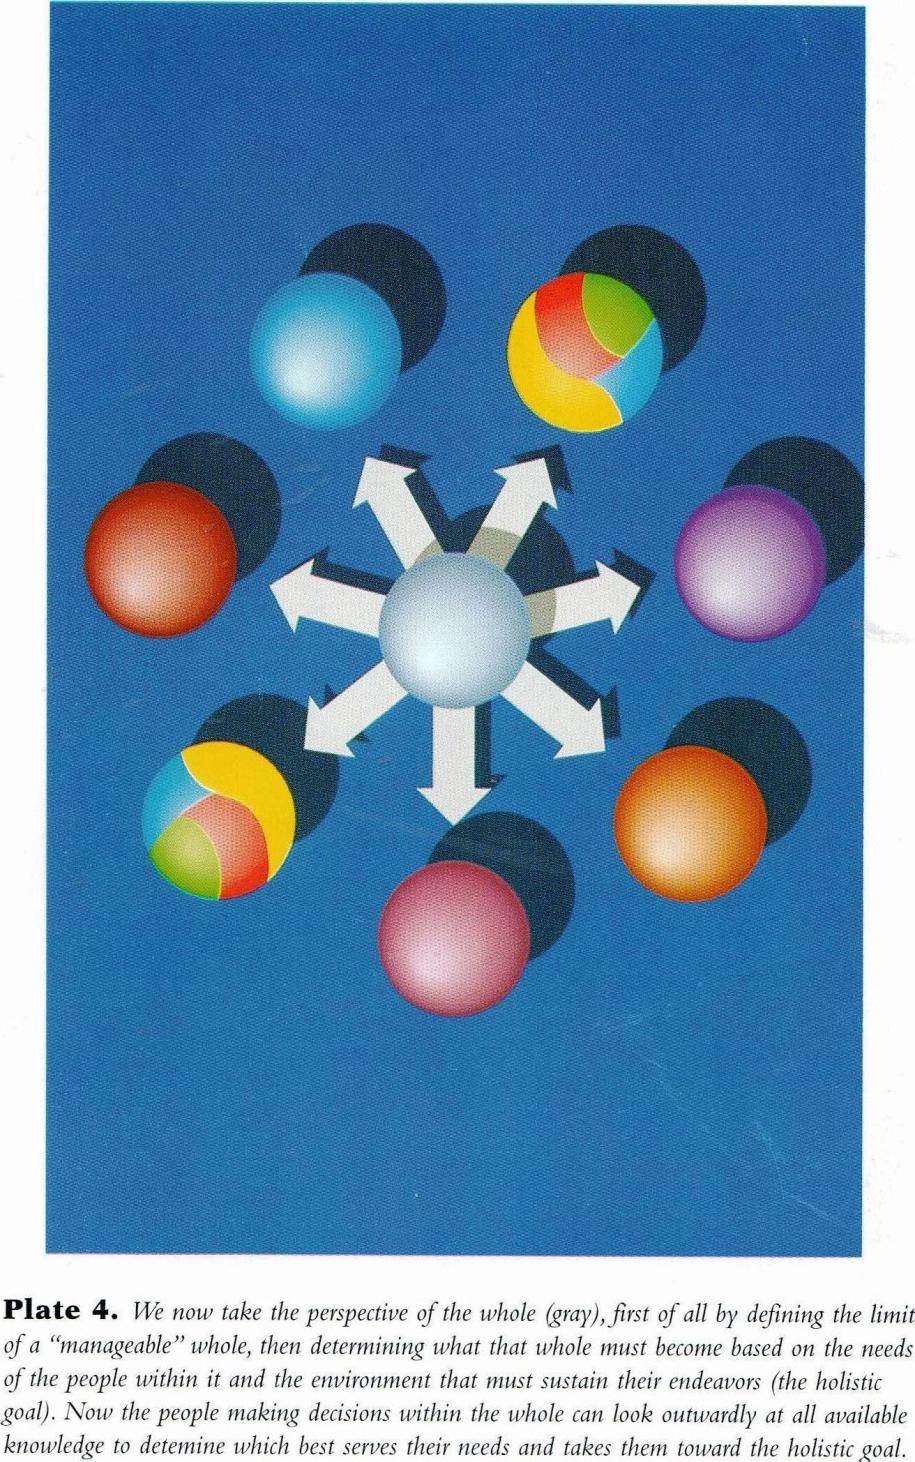 Plate 4. We now take the perspective of the whole (gray), first of all by defining the limit
of a “manageable” whole, then determining what that whole must become based on the needs
of the people within it and the environment that must sustain their endeavors (the holistic
goal). Now the people making decisions within the whole can look outwardly at all available
knowledge to detemine which best serves their needs and takes them toward the holistic goal.